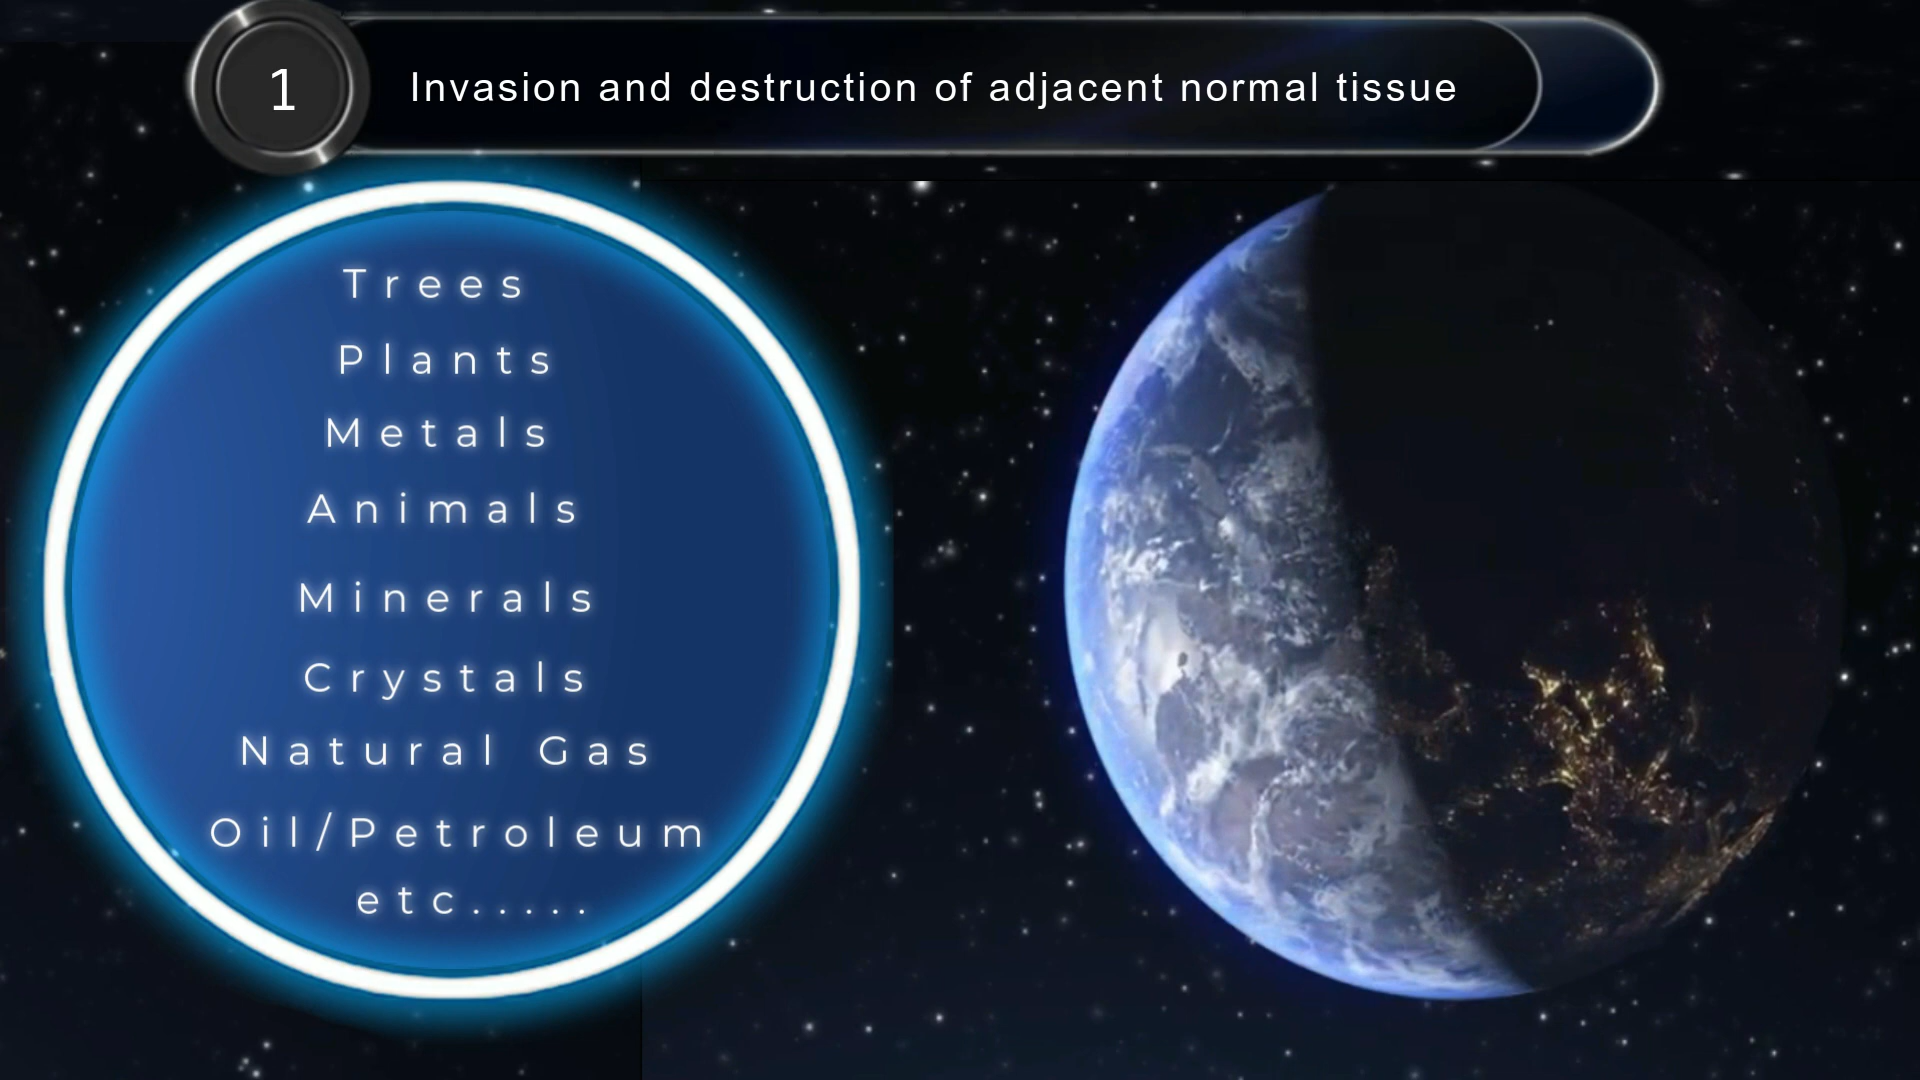 1
Invasion and destruction of adjacent normal tissue
Trees
Plants
Metals
Animals
Minerals
Crystals
Natural Gas
Oil/Petroleum
etc.....